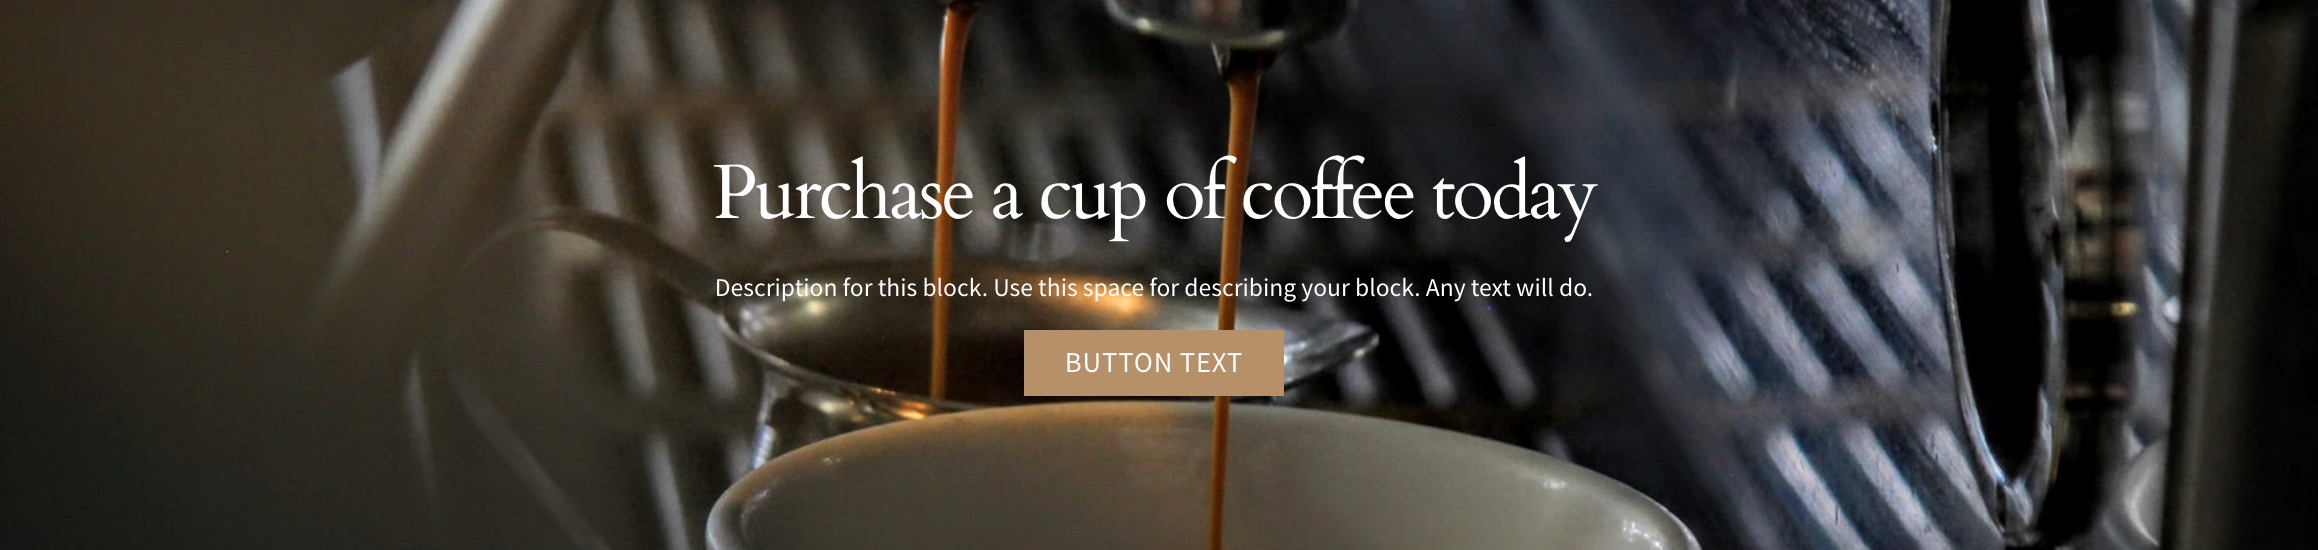 Purchase a cup of coffee today
Description for this block. Use this space for describing your block. Any text will do.
BUTTON TEXT